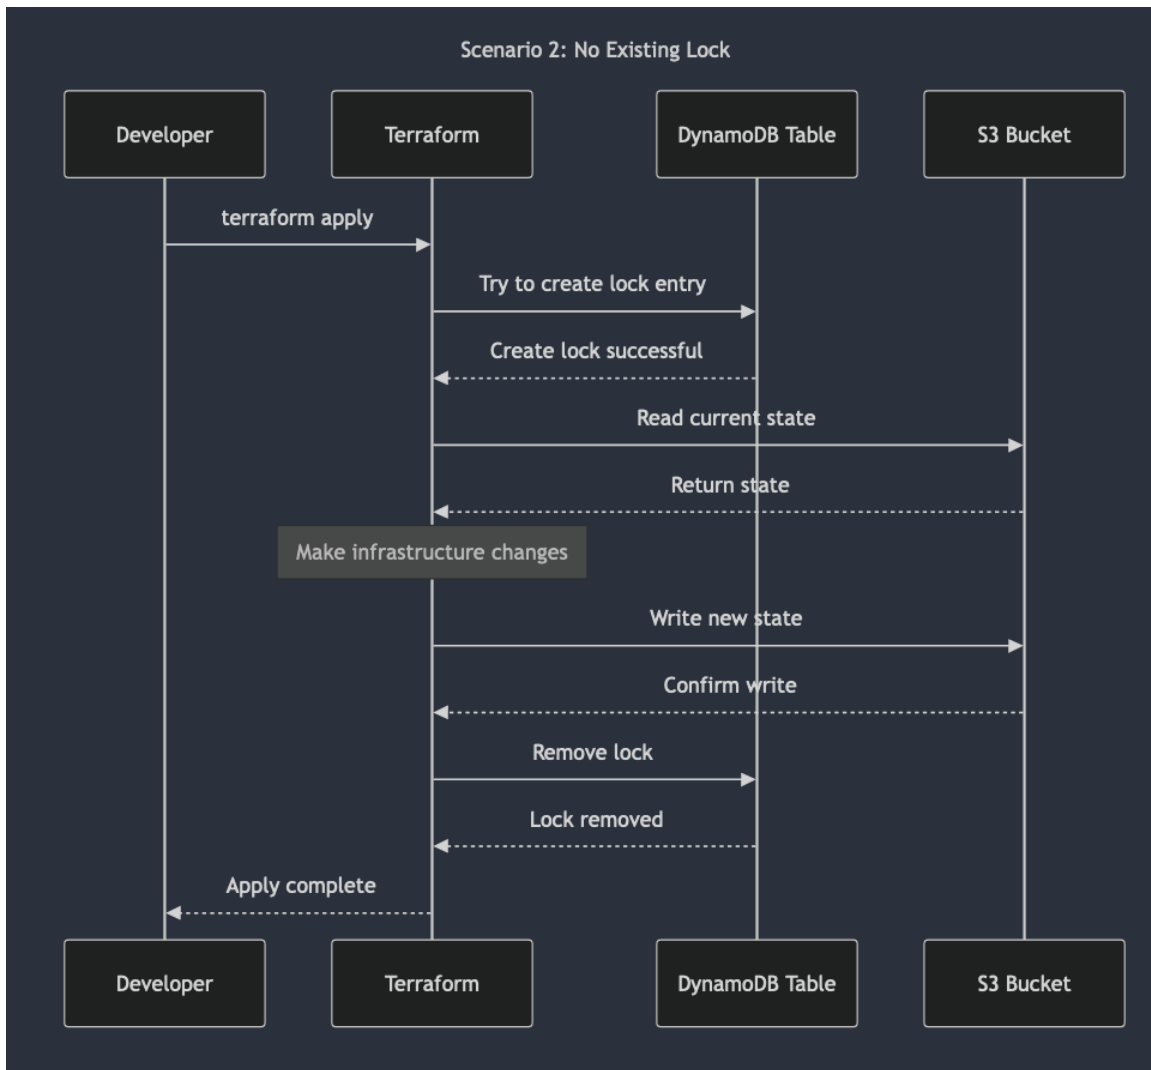 Scenario 2: No Existing Lock
Developer
Terraform
DynamoDB Table
S3 Bucket
terraform apply
Try to create lock entry
Create lock successful
Read current state
Return state
Make infrastructure changes
Write new state
Confirm write
Remove lock
Lock removed
Apply complete
Developer
Terraform
DynamoDB Table
S3 Bucket